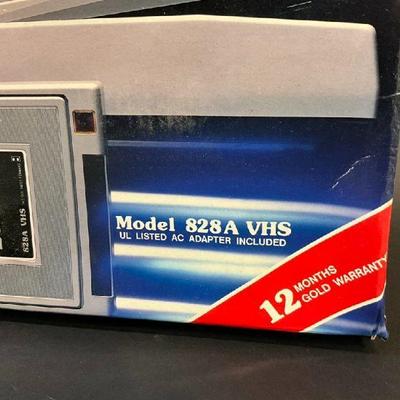 Model 828A VHS
UL LISTED AC ADAPTER INCLUDED
12 MONTHS
GOLD WARRANTY
828A VHS